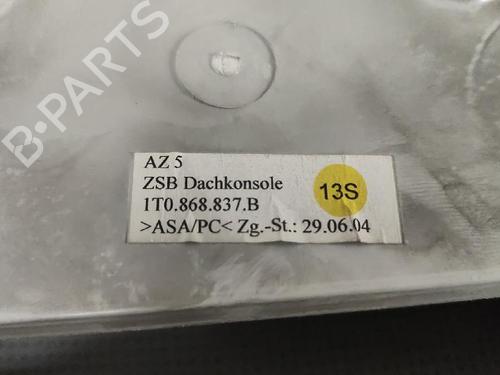 B-PARTS
AZ 5
ZSB Dachkonsole
13S
1T0.868.837.B
>ASA/PC< Zg.-St.: 29.06.04